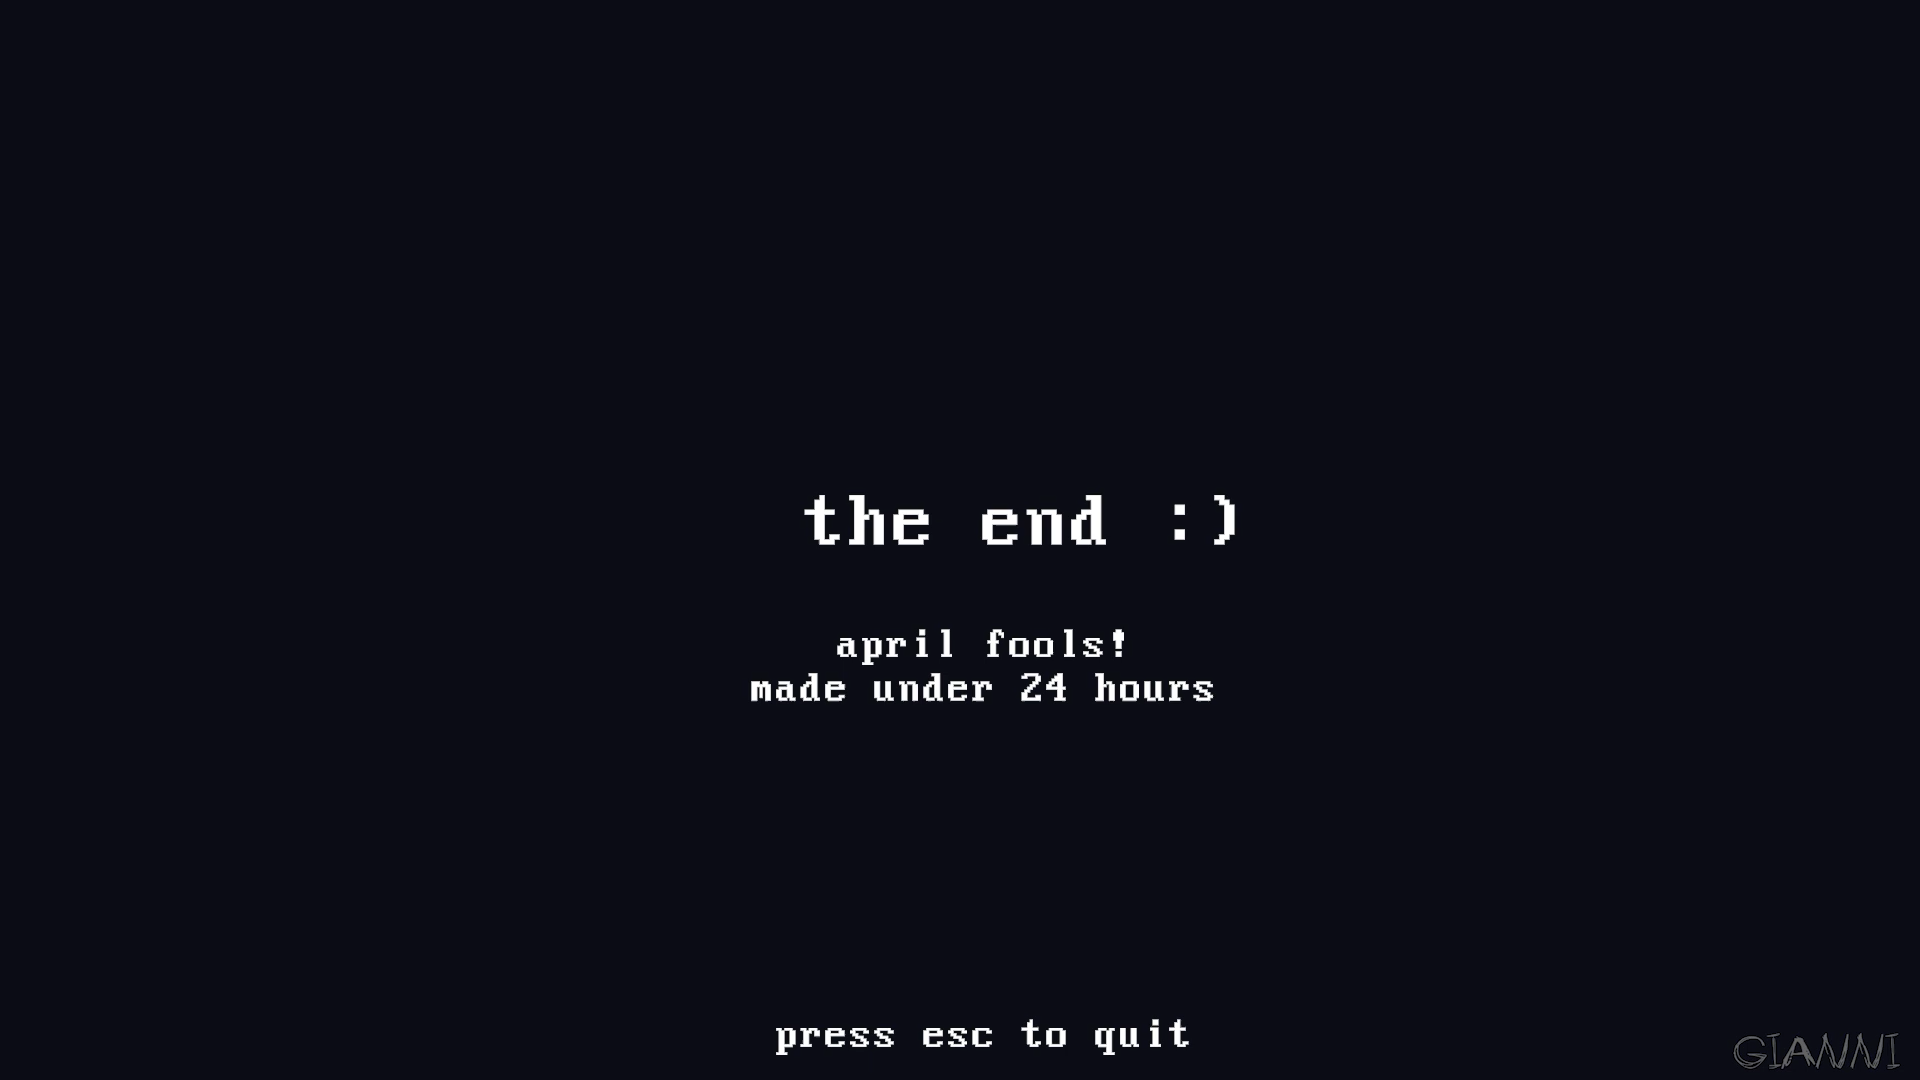 the end :)
april fools!
made under 24 hours
press esc to quit
GIANNI